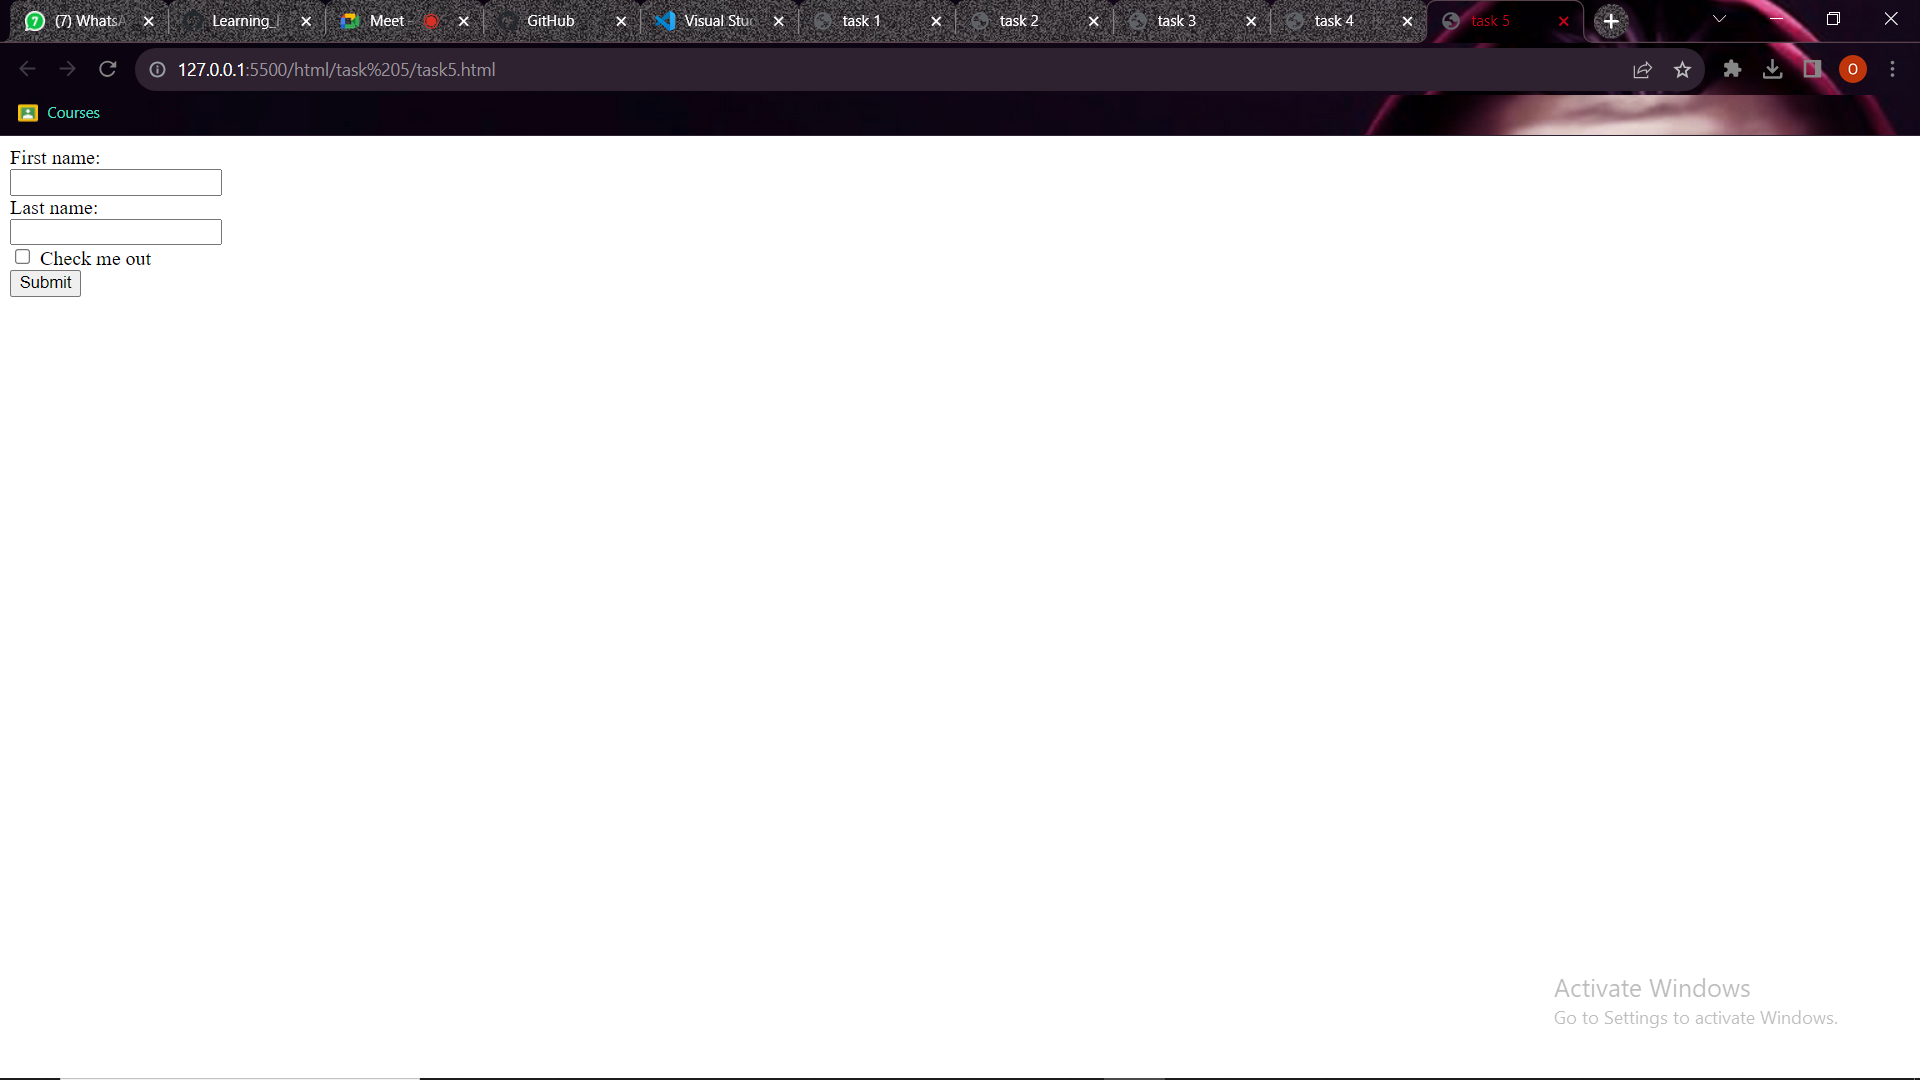 (7) WhatsA
Learning_
Meet -
GitHub
Visual Stud
task 1
task 2
task 3
task 4
task 5
127.0.0.1:5500/html/task%205/task5.html
O
Courses
First name:
Last name:
Check me out
Submit
Activate Windows
Go to Settings to activate Windows.